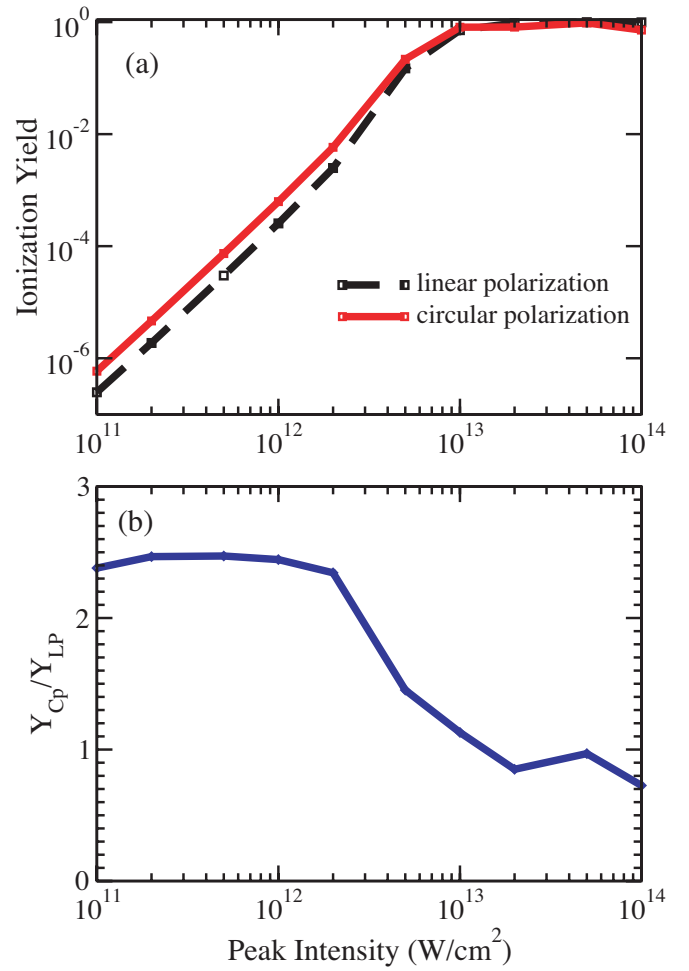 10^0
(a)
10^-2
Ionization Yield
10^-4
linear polarization
circular polarization
10^-6
10^11 10^12 10^13 10^14
3
(b)
2
Y_Cp/Y_LP
1
0
10^11 10^12 10^13 10^14
Peak Intensity (W/cm^2)